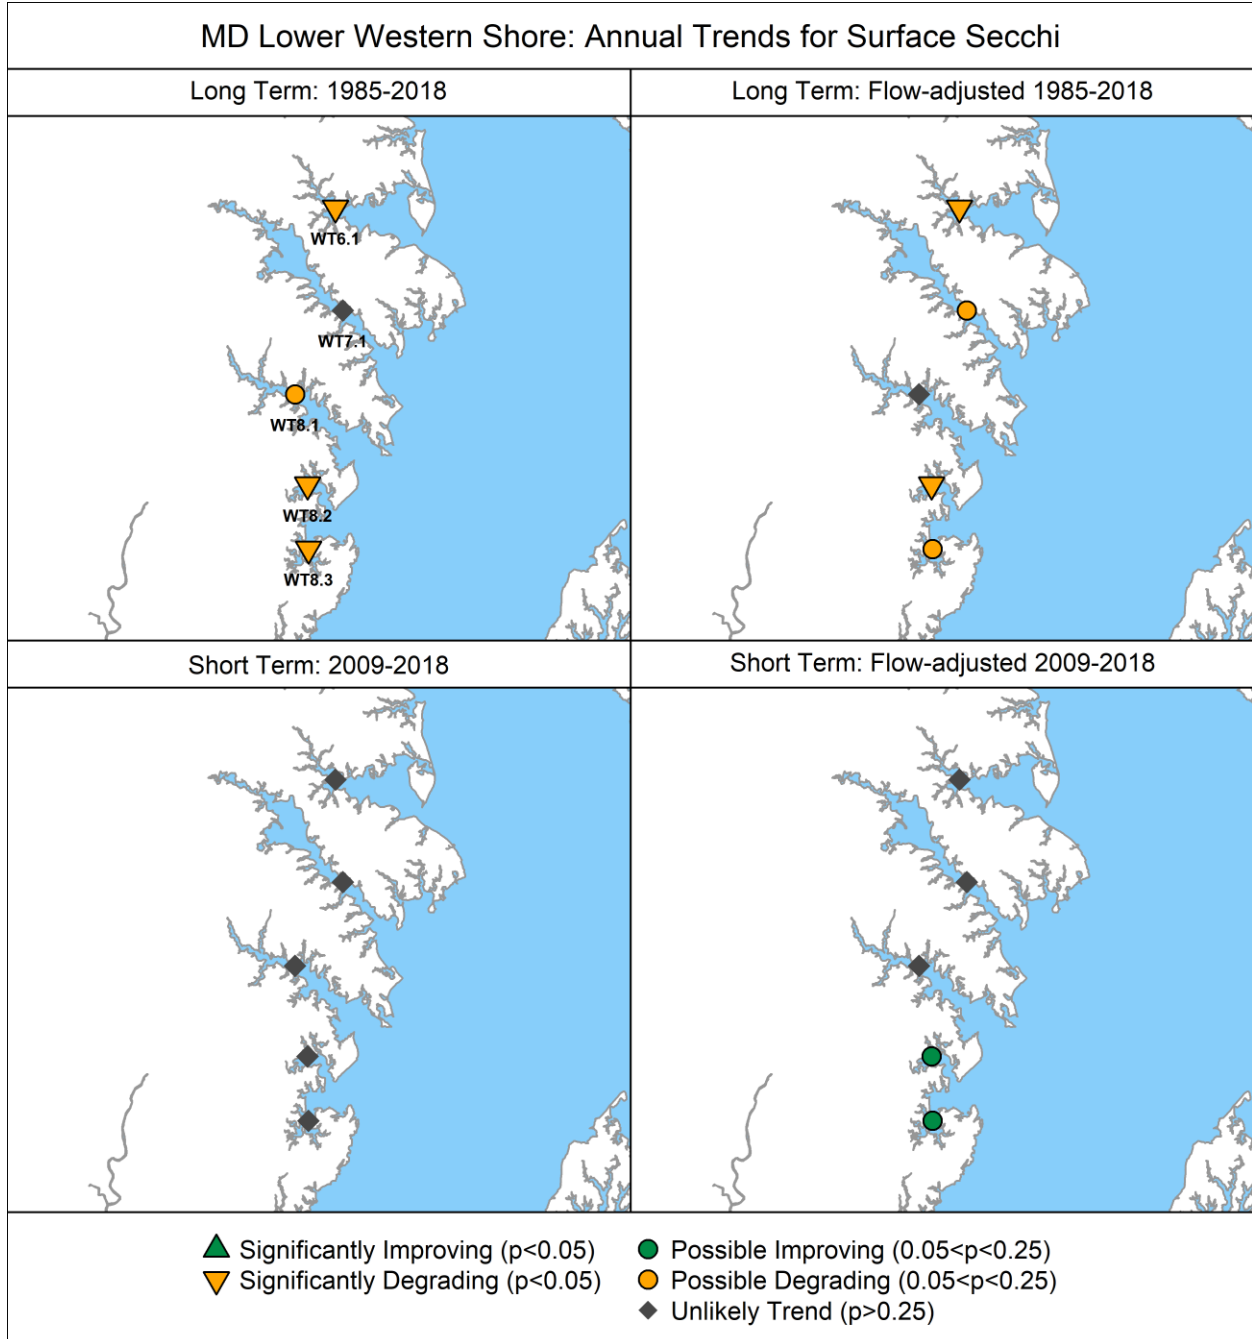 MD Lower Western Shore: Annual Trends for Surface Secchi
Long Term: 1985-2018
Long Term: Flow-adjusted 1985-2018
WT6.1
WT7.1
WT8.1
WT8.2
WT8.3
Short Term: 2009-2018
Short Term: Flow-adjusted 2009-2018
Significantly Improving (p<0.05)
Significantly Degrading (p<0.05)
Possible Improving (0.05<p<0.25)
Possible Degrading (0.05<p<0.25)
Unlikely Trend (p>0.25)